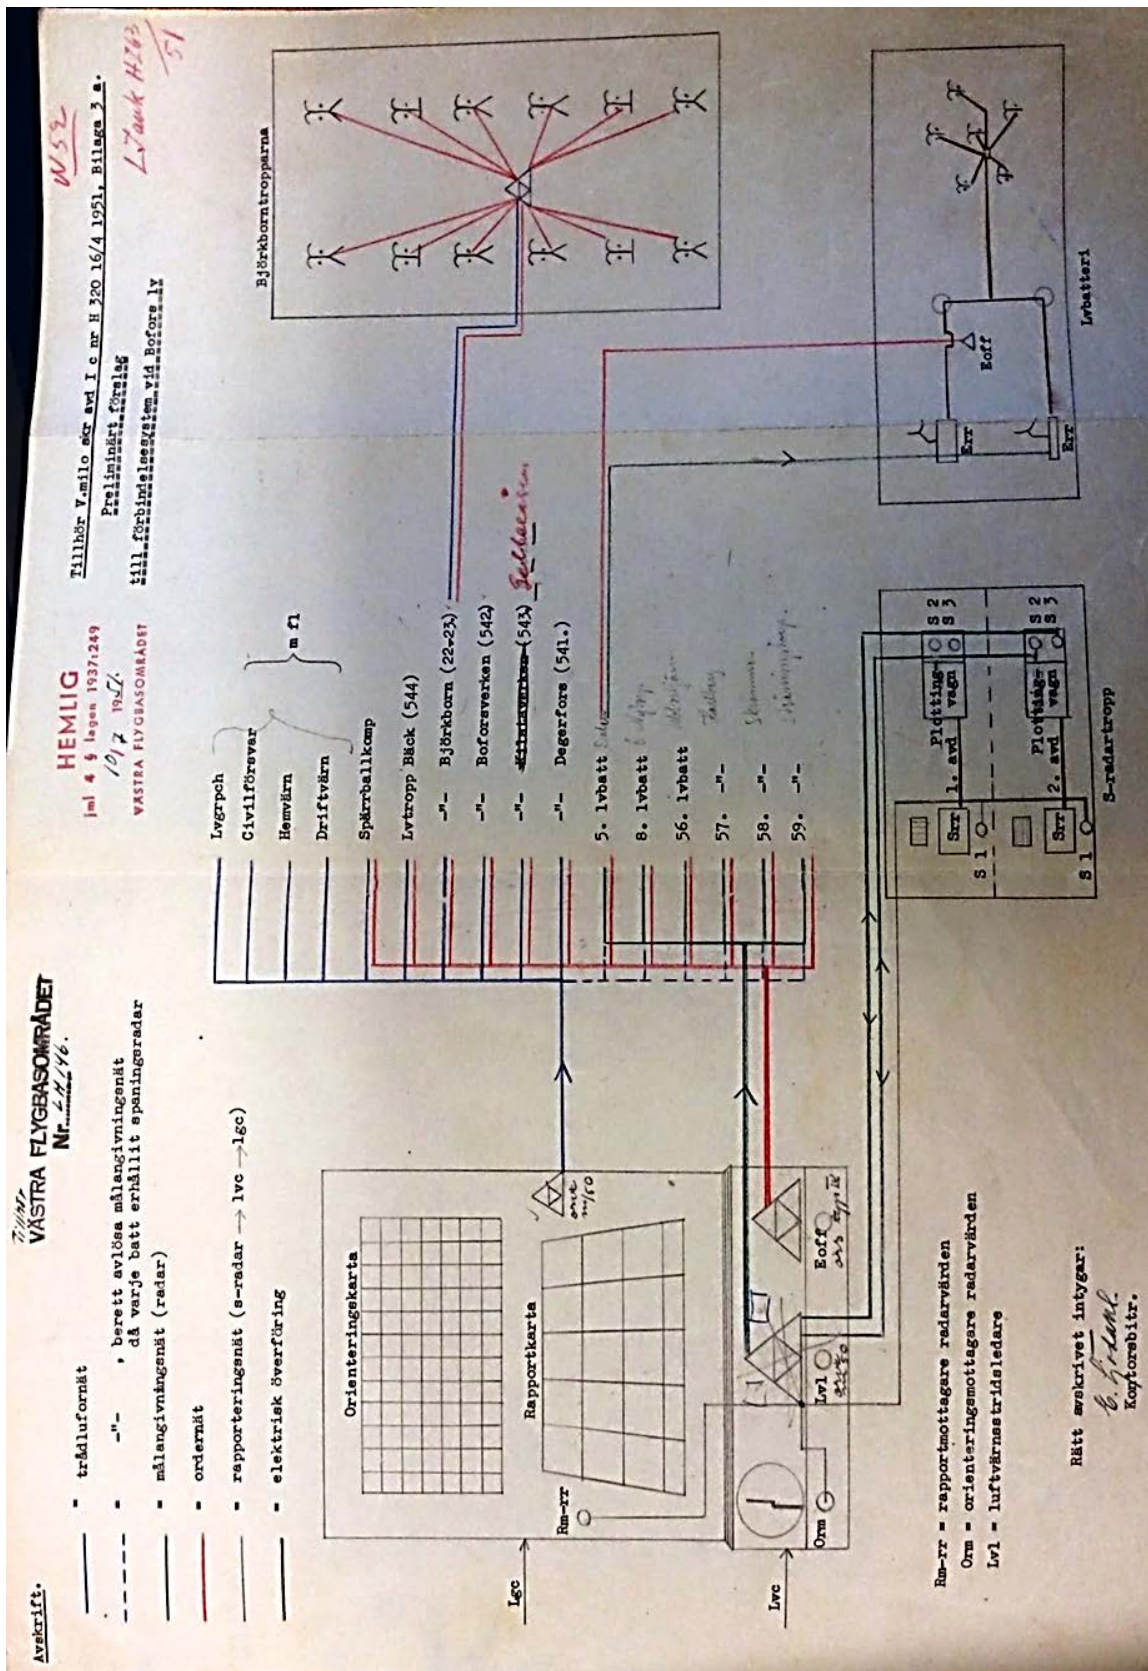 Avskrift.
VÄSTRA FLYGBASOMRÅDET
Nr.
HEMLIG
jml 4 § lagen 1937:249
10/7 1951.
VÄSTRA FLYGBASOMRÅDET
Tillhör V.milo skr avd I c nr H 320 16/4 1951, Bilaga 3 a.
Preliminärt förslag
till förbindelsesystem vid Bofors lv
= trådlufornät
= -"- , berett avlösa målangivningsnät
då varje batt erhållit spaningsradar
= målangivningsnät (radar)
= ordernät
= rapporteringsnät (s-radar → lvc → lgc)
= elektrisk överföring
Lvgrpch
Civilförsvar
Hemvärn
Driftvärn
m fl
Spärrballkomp
Lvtropp Bäck (544)
-"- Björkborn (22-23)
-"- Boforsverken (542)
-"- (543)
-"- Degerfors (541.)
5. lvbatt
8. lvbatt
56. lvbatt
57. -"-
58. -"-
59. -"-
Björkborntropparna
Orienteringskarta
Rapportkarta
Rm-rr
Lgc
Lvc
Orm
Lvl
Eoff
Eoff
Err
Err
Lvbatteri
Srr
S 1
1. avd
Plotting-
vagn
S 2
S 3
Srr
S 1
2. avd
Plotting-
vagn
S 2
S 3
S-radartropp
Rm-rr = rapportmottagare radarvärden
Orm = orienteringsmottagare radarvärden
Lvl = luftvärnsstridsledare
Rätt avskrivet intygar:
Kontorsbitr.